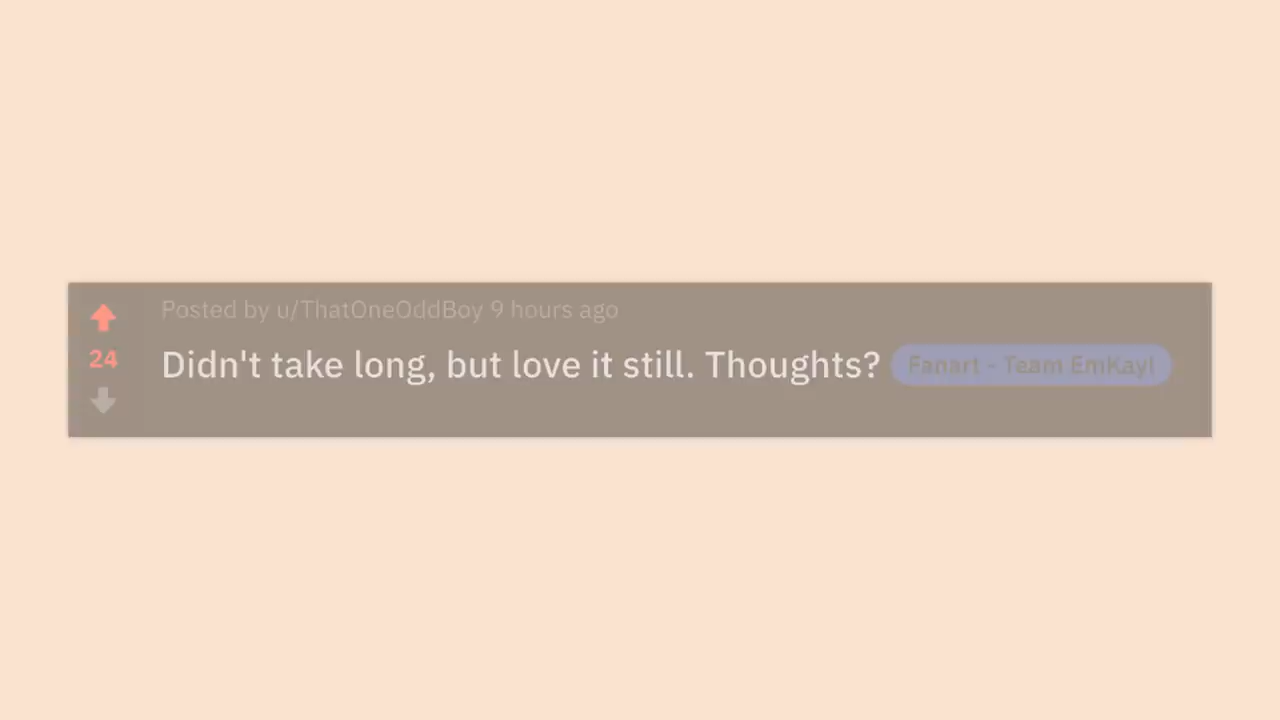 Posted by u/ThatOneOddBoy 9 hours ago
24
Didn't take long, but love it still. Thoughts? Fanart - Team EmKay!